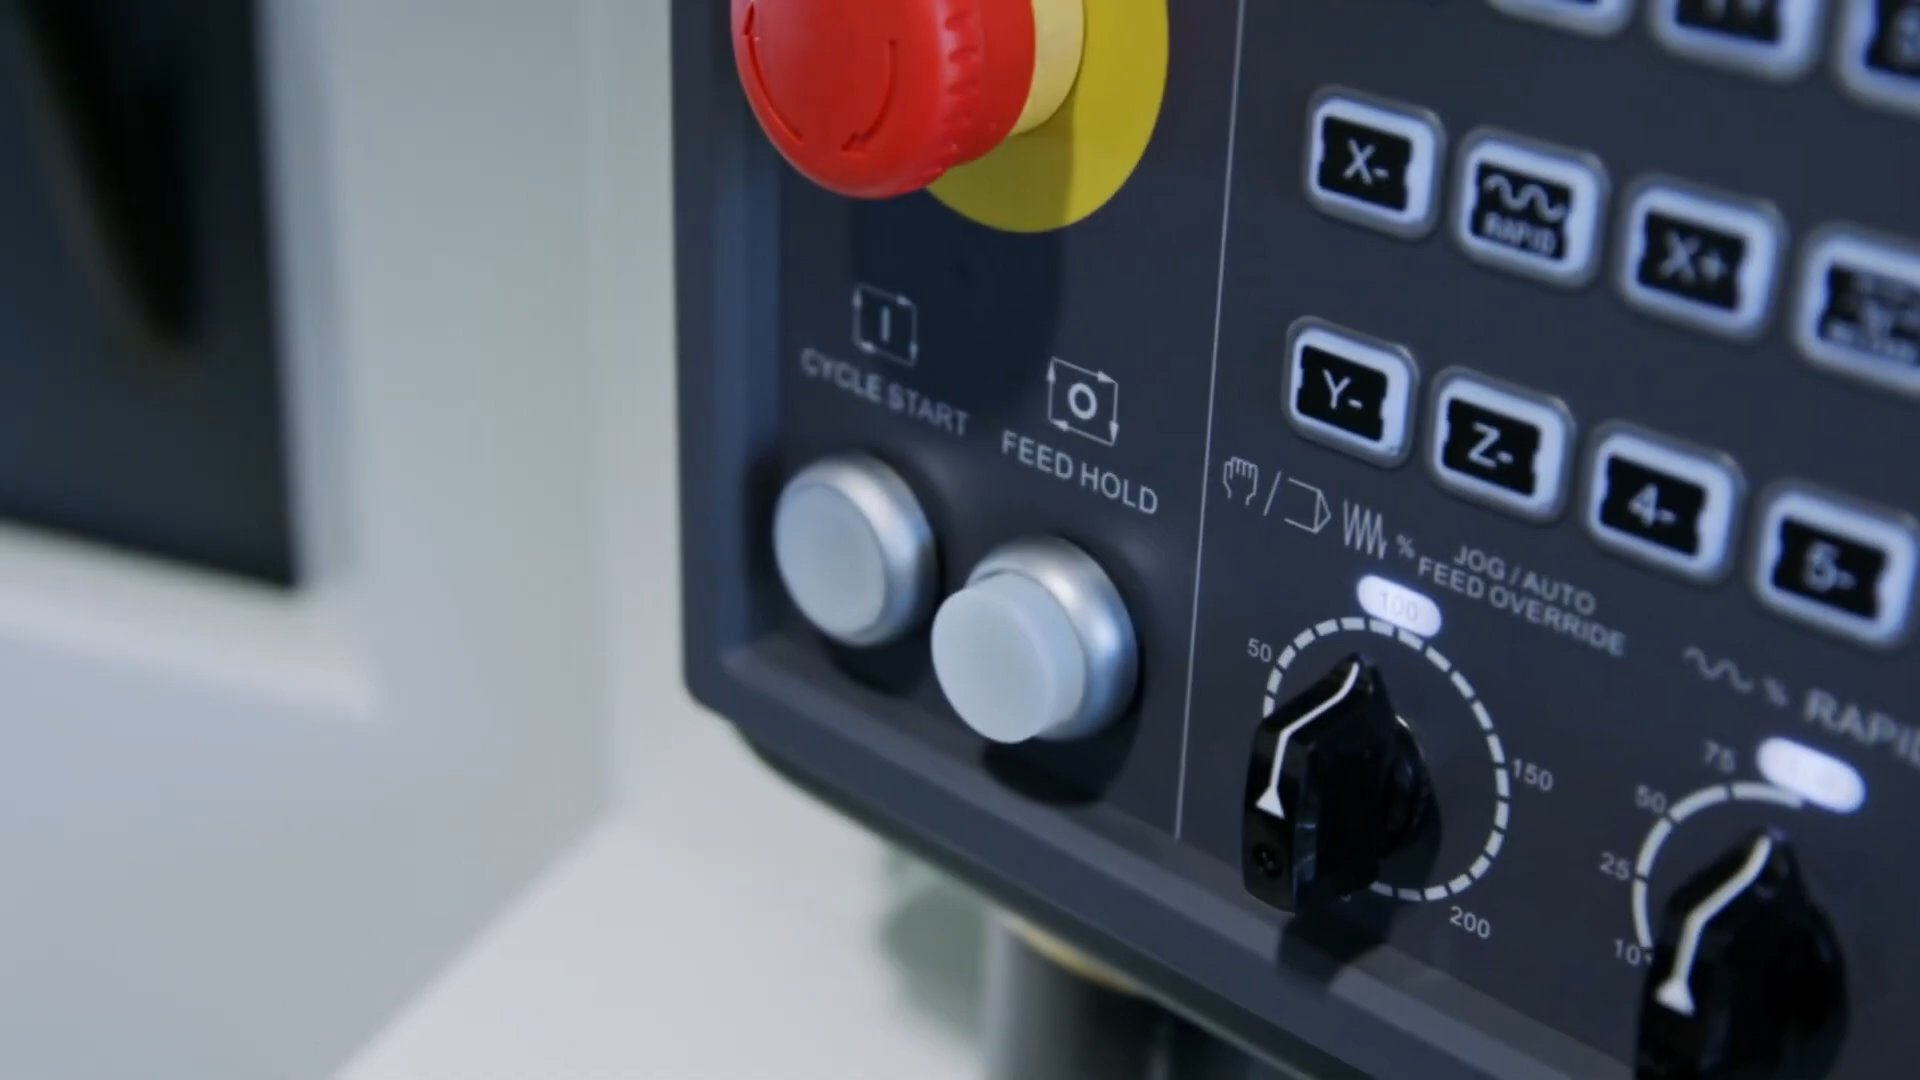 X-
RAPID
X+
CYCLE START
FEED HOLD
Y-
Z-
4-
5-
%
JOG / AUTO
FEED OVERRIDE
100
50
150
200
% RAPID
75
50
25
10